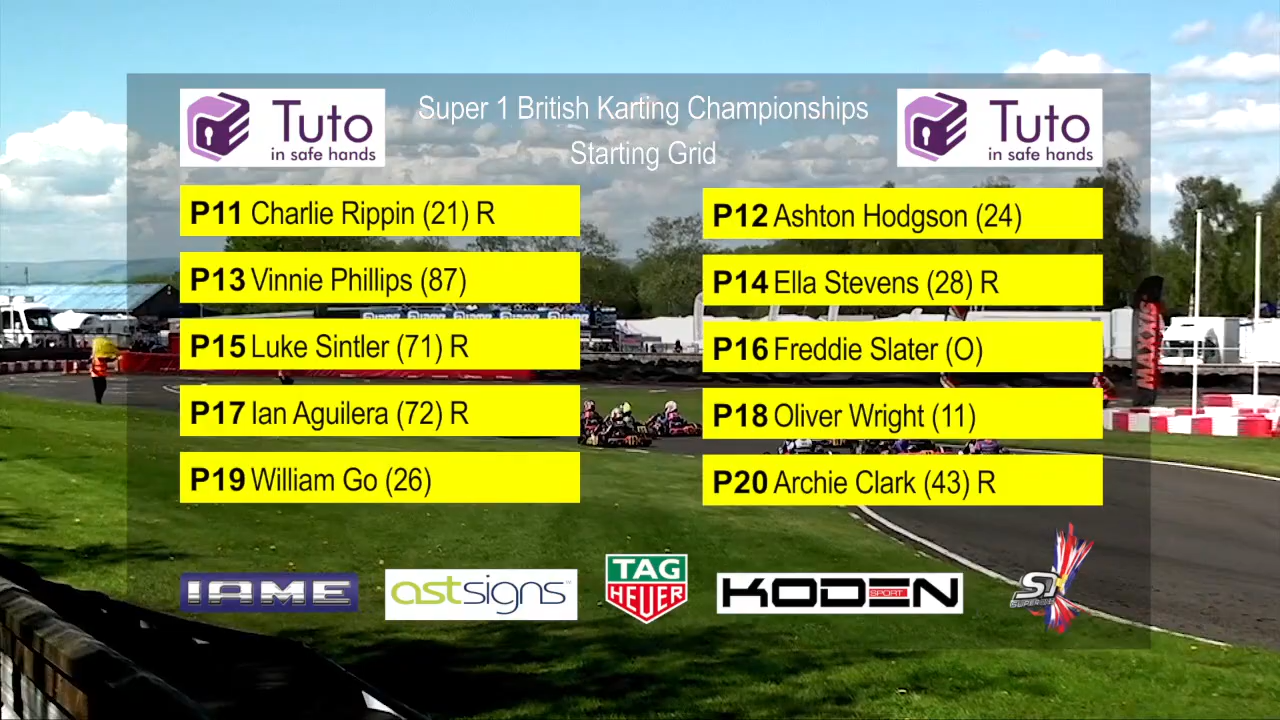 Tuto
in safe hands
Super 1 British Karting Championships
Starting Grid
Tuto
in safe hands
P11 Charlie Rippin (21) R
P12 Ashton Hodgson (24)
P13 Vinnie Phillips (87)
P14 Ella Stevens (28) R
P15 Luke Sintler (71) R
P16 Freddie Slater (O)
P17 Ian Aguilera (72) R
P18 Oliver Wright (11)
P19 William Go (26)
P20 Archie Clark (43) R
MAXXIS
IAME
astsigns
TAG
HEUER
KODEN
SPORT
S1